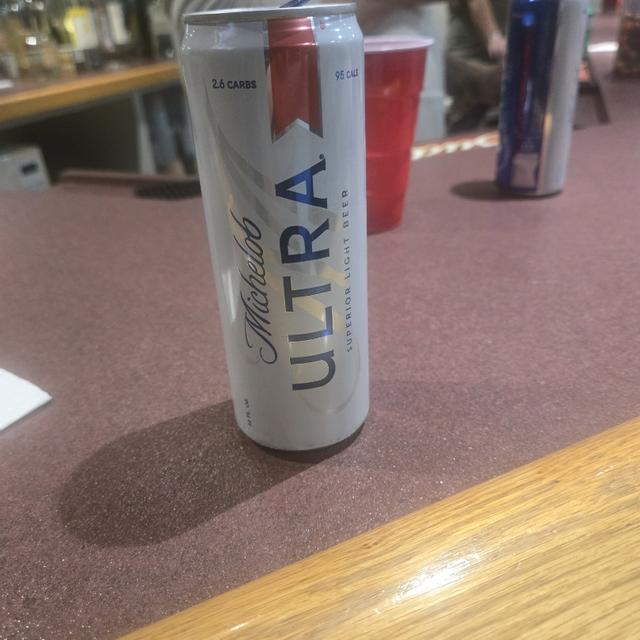 2.6 CARBS
95 CAL
Michelob
ULTRA
SUPERIOR LIGHT BEER